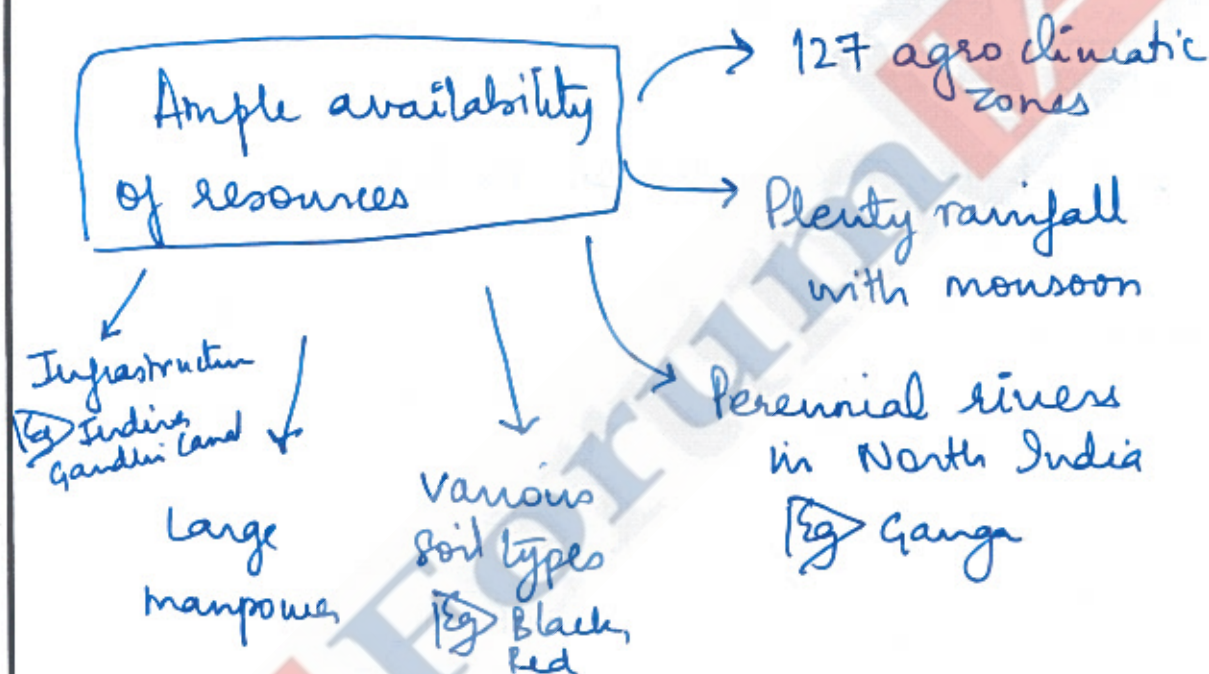 Ample availability
of resources
127 agro climatic
zones
Plenty rainfall
with monsoon
Perennial rivers
in North India
Eg Ganga
Various
Soil types
Eg Black,
Red
Large
manpower
Infrastructure
Eg Indira
Gandhi Canal
Forum